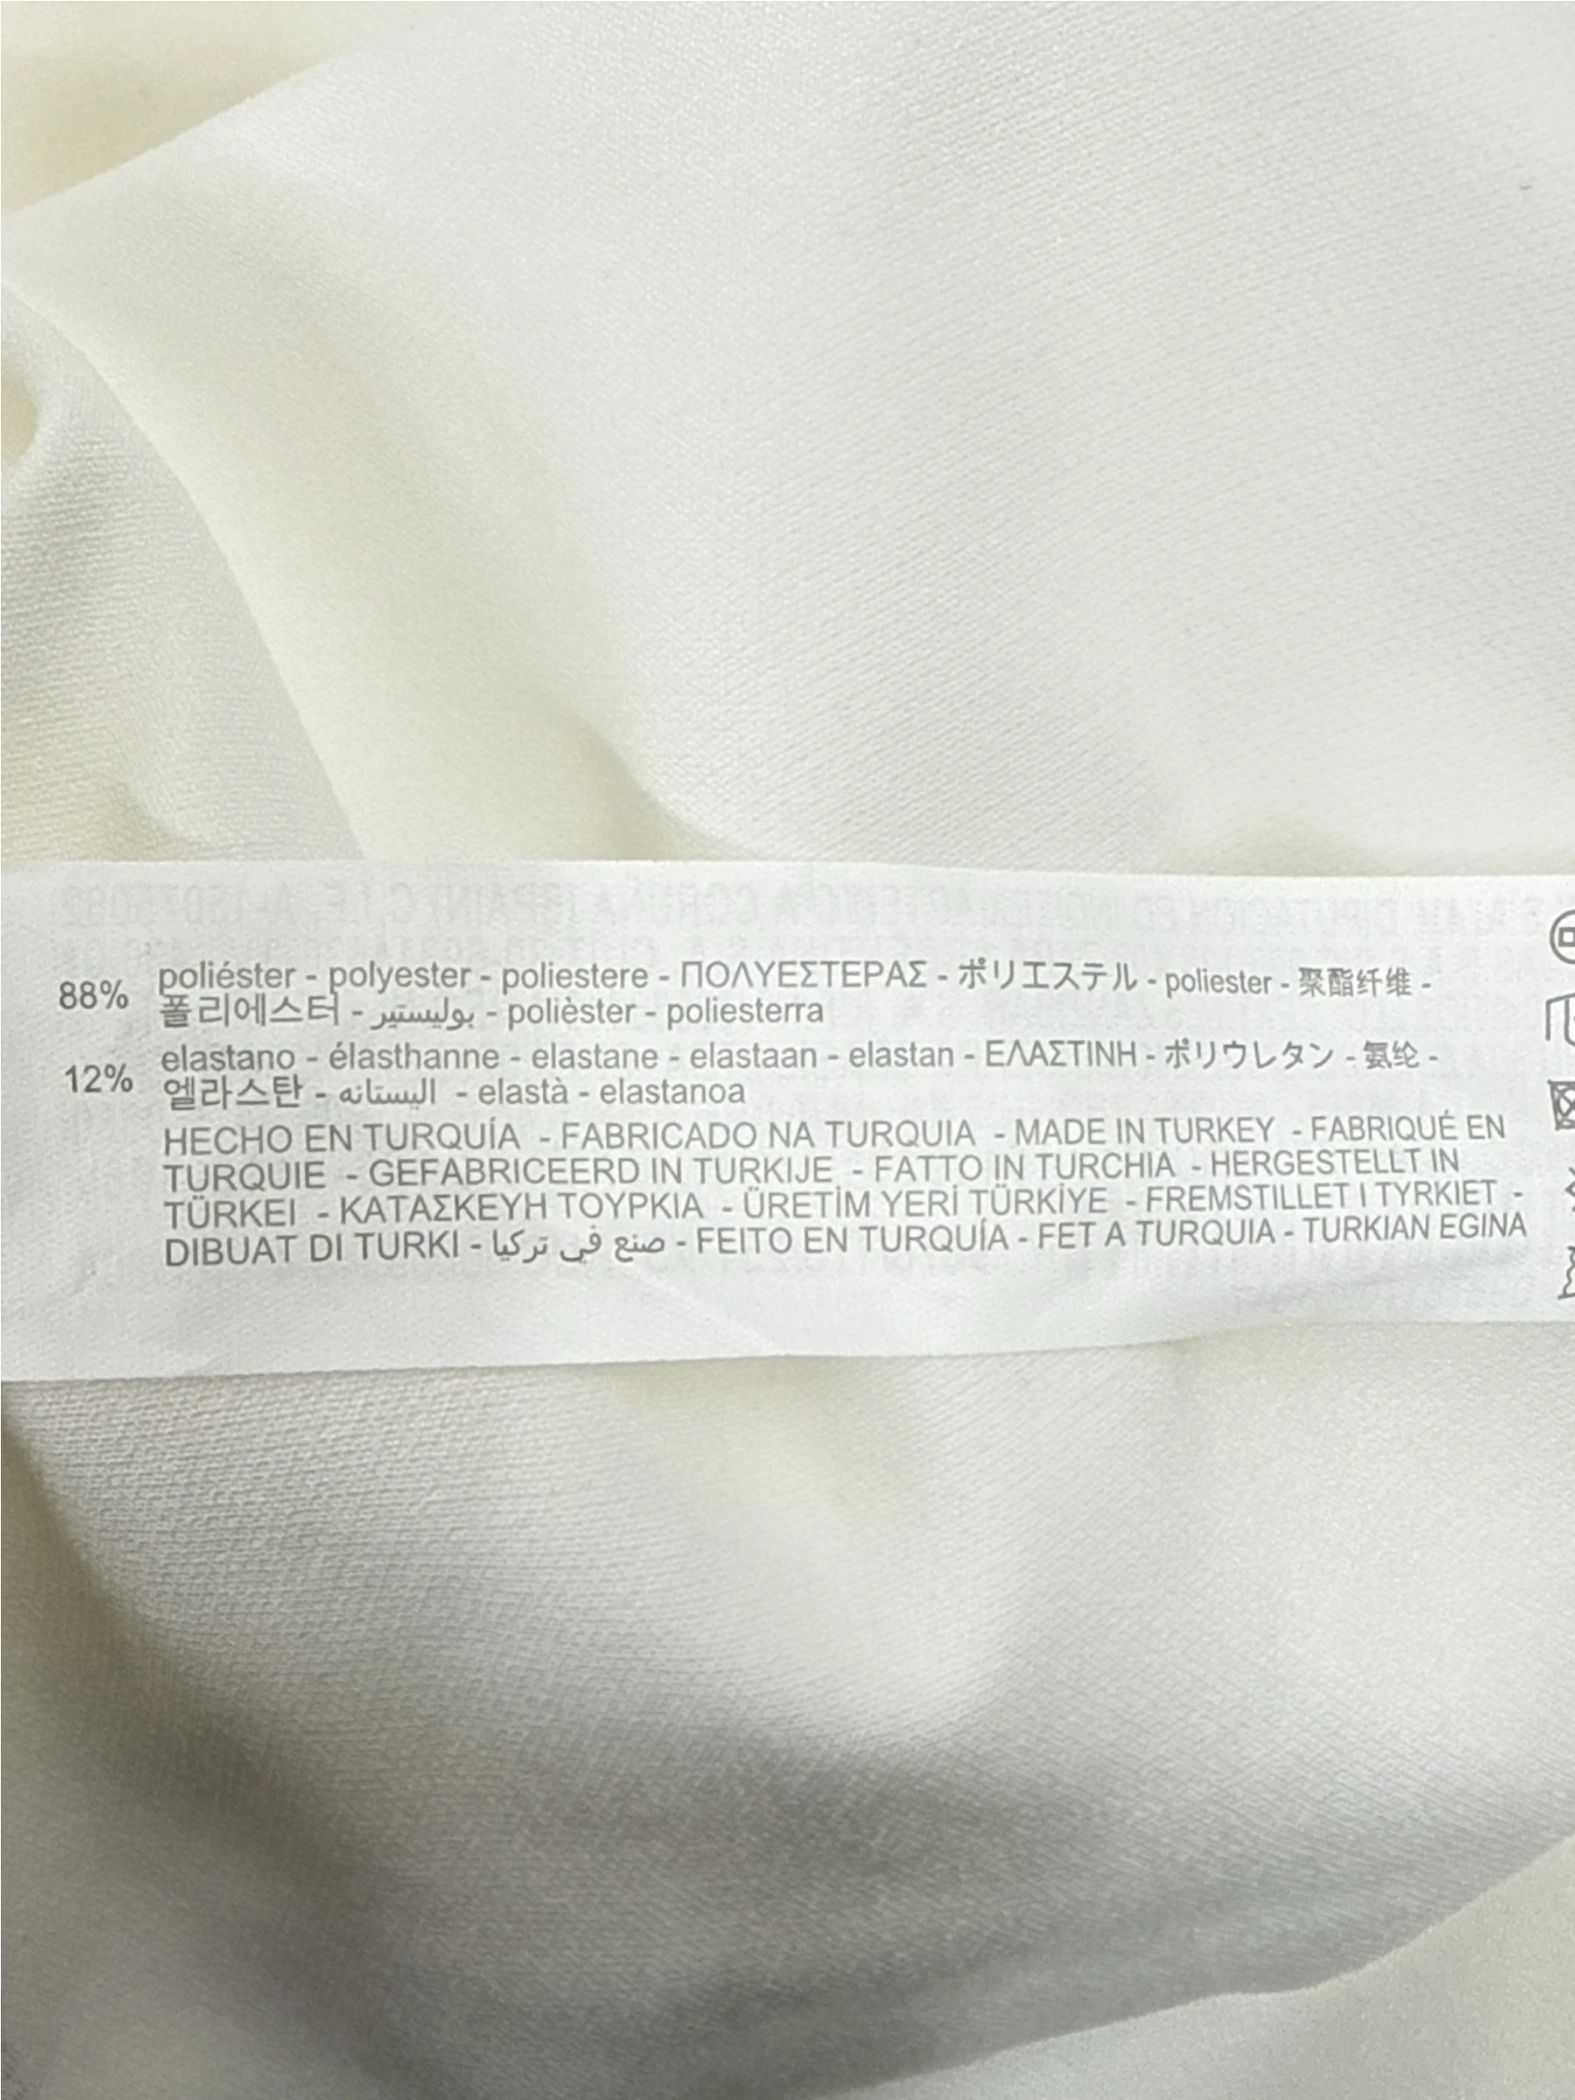 88% poliéster - polyester - poliestere - ΠΟΛΥΕΣΤΕΡΑΣ - ポリエステル - poliester - 聚酯纤维 -
폴리에스터 - بوليستير - polièster - poliesterra
12% elastano - élasthanne - elastane - elastaan - elastan - ΕΛΑΣΤΙΝΗ - ポリウレタン - 氨纶 -
엘라스탄 - اليستانه - elastà - elastanoa
HECHO EN TURQUÍA - FABRICADO NA TURQUIA - MADE IN TURKEY - FABRIQUÉ EN
TURQUIE - GEFABRICEERD IN TURKIJE - FATTO IN TURCHIA - HERGESTELLT IN
TÜRKEI - ΚΑΤΑΣΚΕΥΗ ΤΟΥΡΚΙΑ - ÜRETİM YERİ TÜRKİYE - FREMSTILLET I TYRKIET -
DIBUAT DI TURKI - صنع في تركيا - FEITO EN TURQUÍA - FET A TURQUIA - TURKIAN EGINA